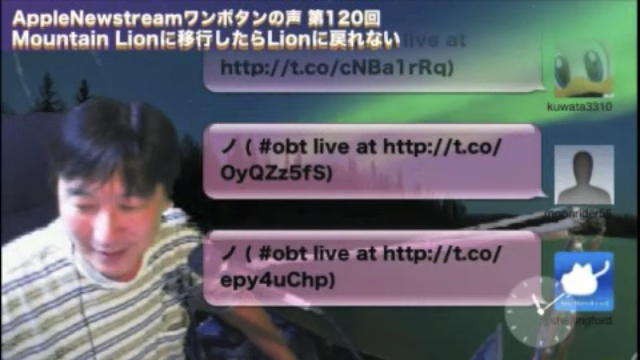 AppleNewstreamワンボタンの声 第120回
Mountain Lionに移行したらLionに戻れない
live at
http://t.co/cNBa1rRq)
kuwata3310
ノ ( #obt live at http://t.co/
OyQZz5fS)
ノ ( #obt live at http://t.co/
epy4uChp)